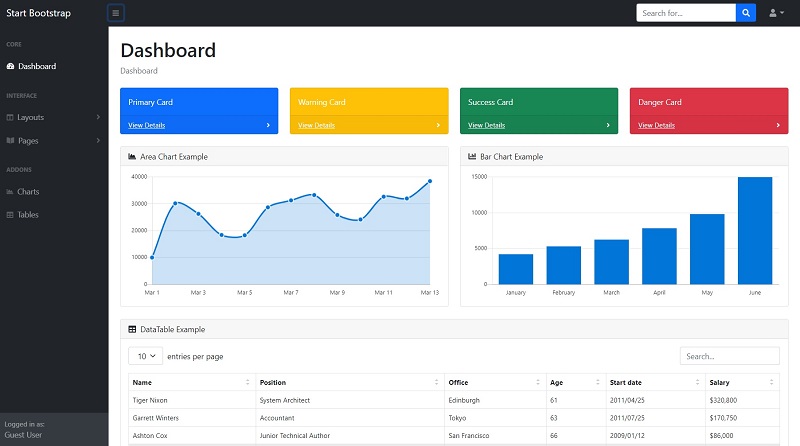 Start Bootstrap
Search for...
CORE
Dashboard
INTERFACE
Layouts
Pages
ADDONS
Charts
Tables
Logged in as:
Guest User
Dashboard
Dashboard
Primary Card
View Details
Warning Card
View Details
Success Card
View Details
Danger Card
View Details
Area Chart Example
40000
30000
20000
10000
0
Mar 1 Mar 3 Mar 5 Mar 7 Mar 9 Mar 11 Mar 13
Bar Chart Example
15000
10000
5000
0
January February March April May June
DataTable Example
10 entries per page
Search...
Name Position Office Age Start date Salary
Tiger Nixon System Architect Edinburgh 61 2011/04/25 $320,800
Garrett Winters Accountant Tokyo 63 2011/07/25 $170,750
Ashton Cox Junior Technical Author San Francisco 66 2009/01/12 $86,000